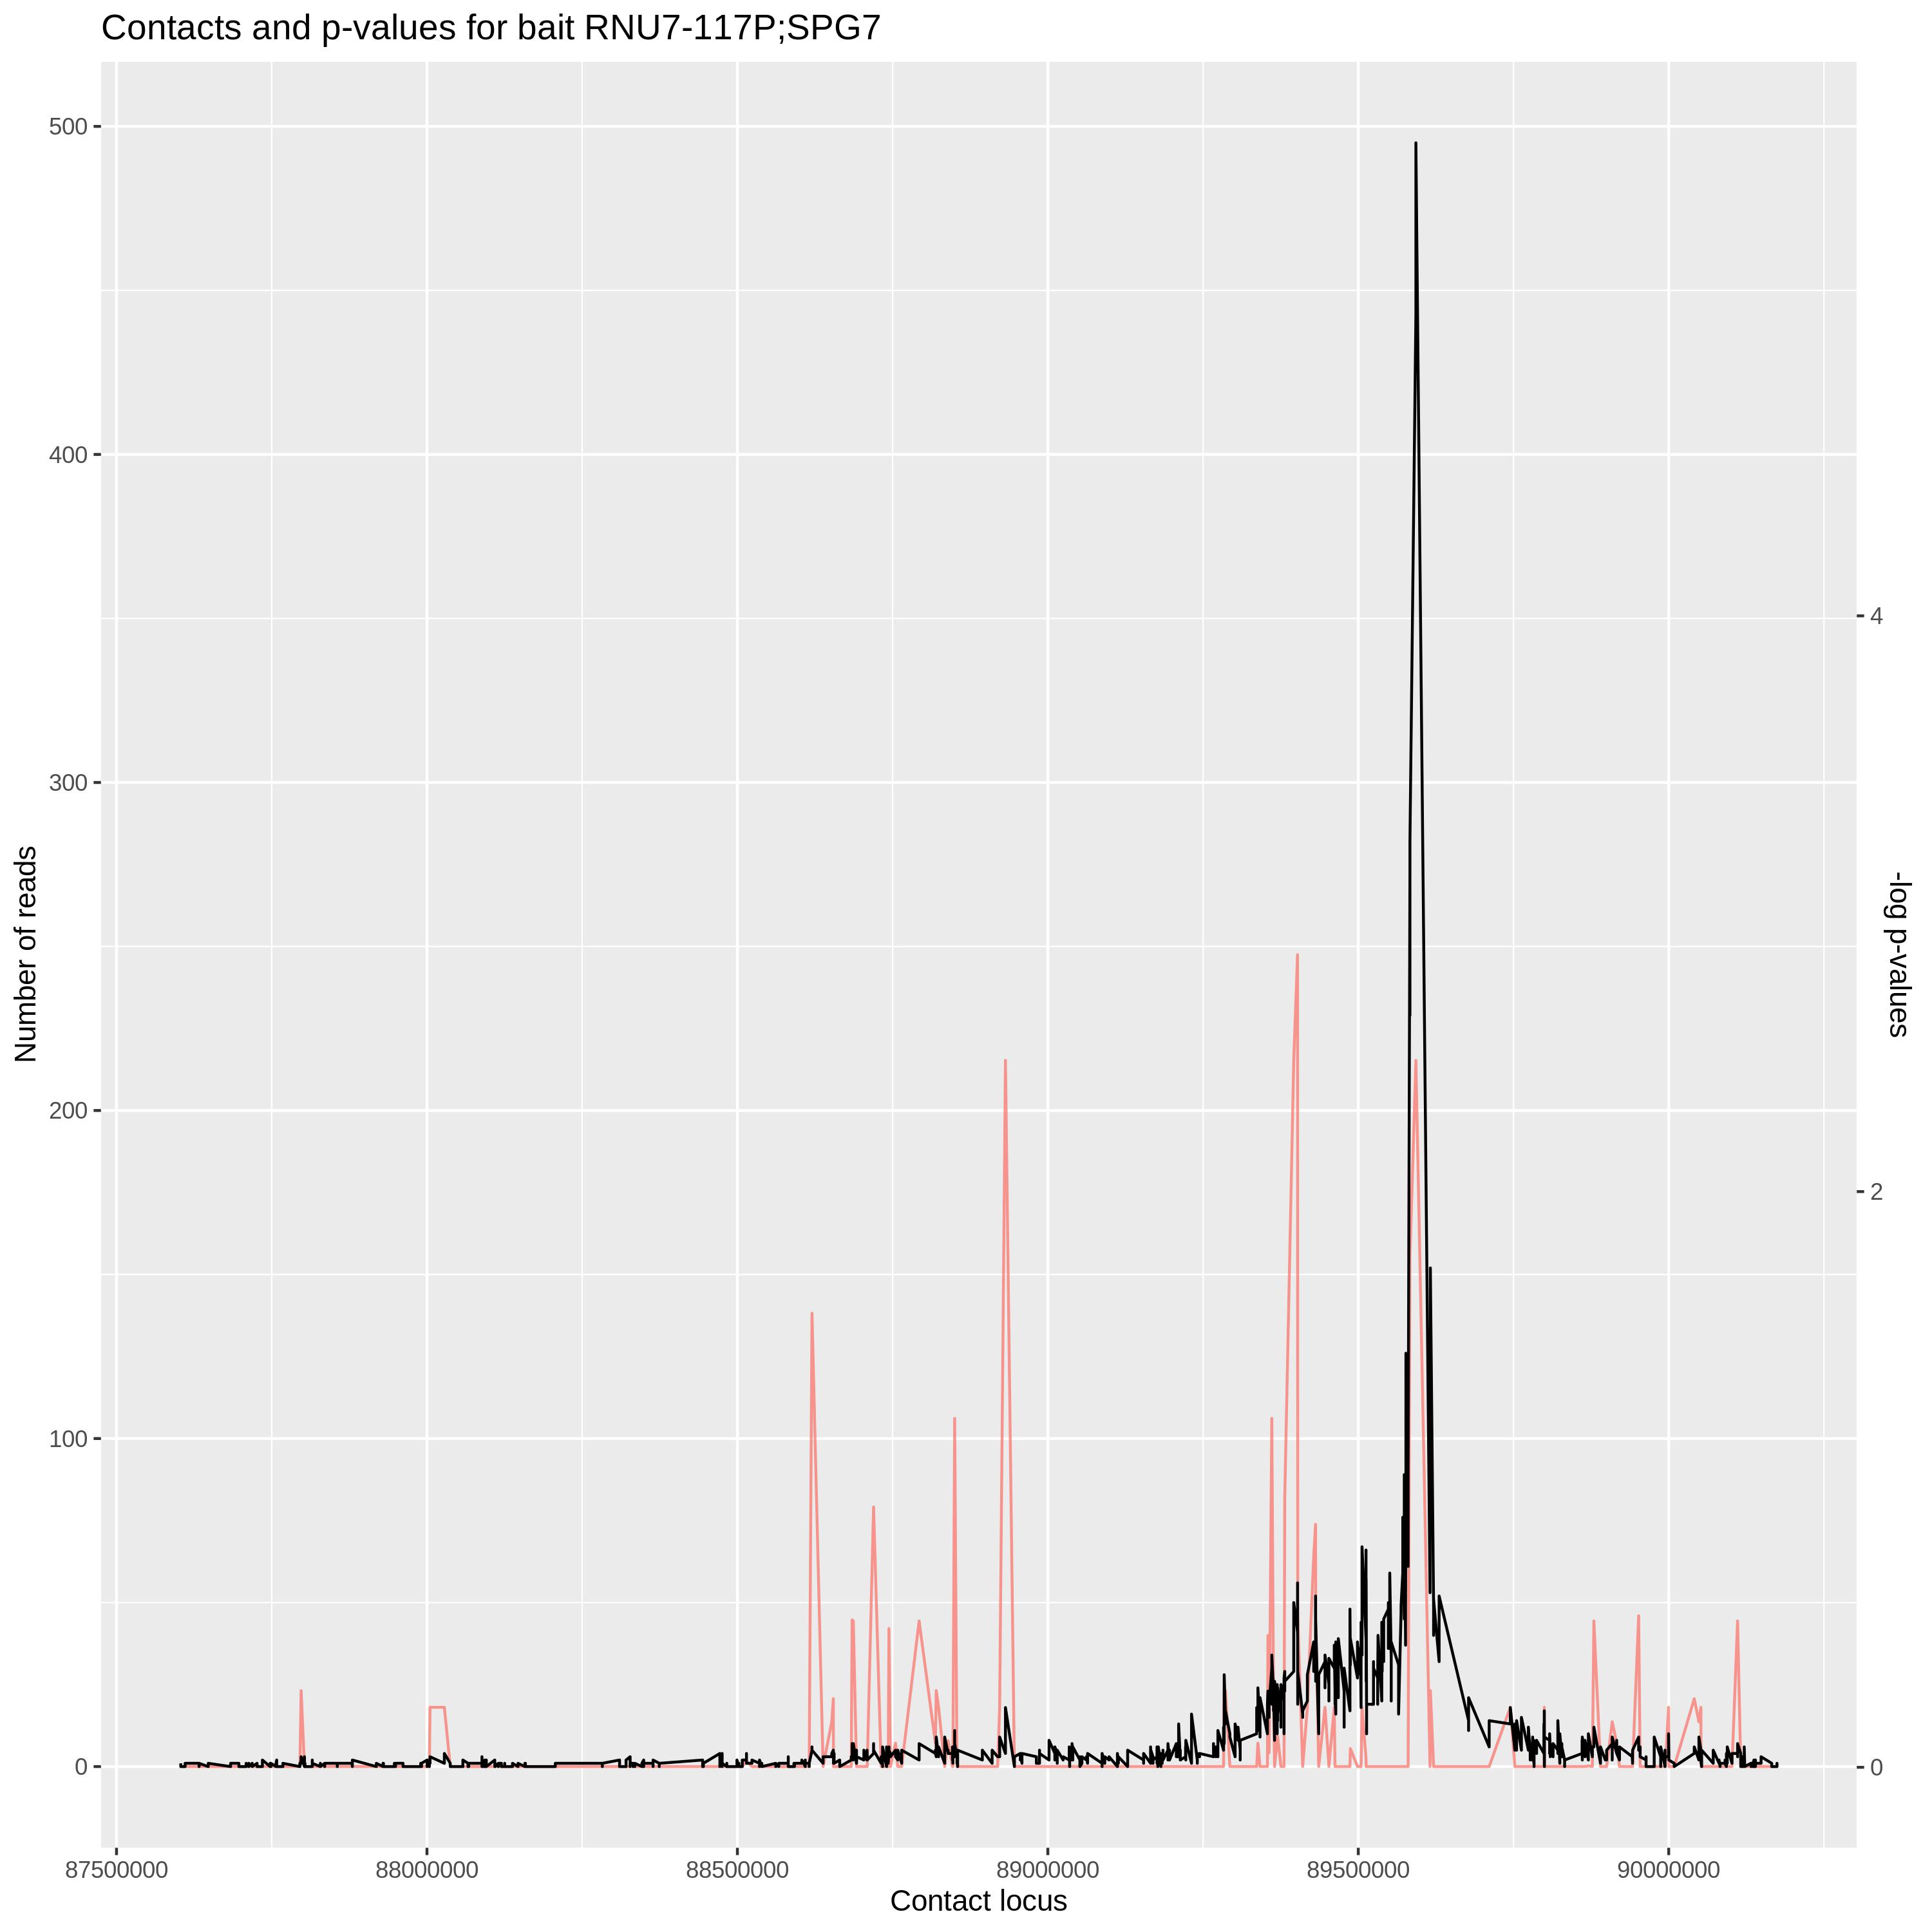 Contacts and p-values for bait RNU7-117P;SPG7
500
400
300
200
100
0
Number of reads
4
2
0
-log p-values
87500000 88000000 88500000 89000000 89500000 90000000
Contact locus